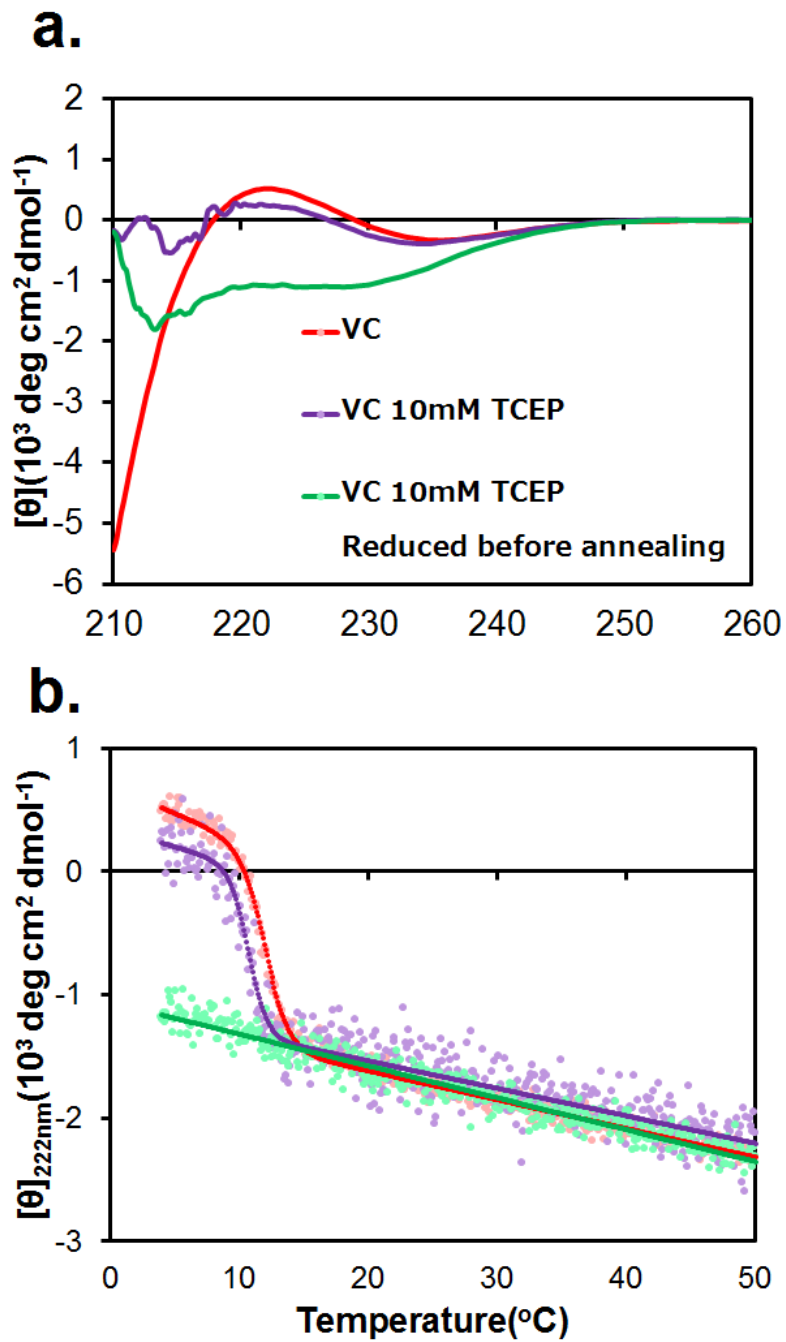 a.
[θ](10³ deg cm² dmol⁻¹)
2
1
0
-1
-2
-3
-4
-5
-6
VC
VC 10mM TCEP
VC 10mM TCEP
Reduced before annealing
210 220 230 240 250 260
b.
[θ]₂₂₂nm(10³ deg cm² dmol⁻¹)
1
0
-1
-2
-3
0 10 20 30 40 50
Temperature(°C)